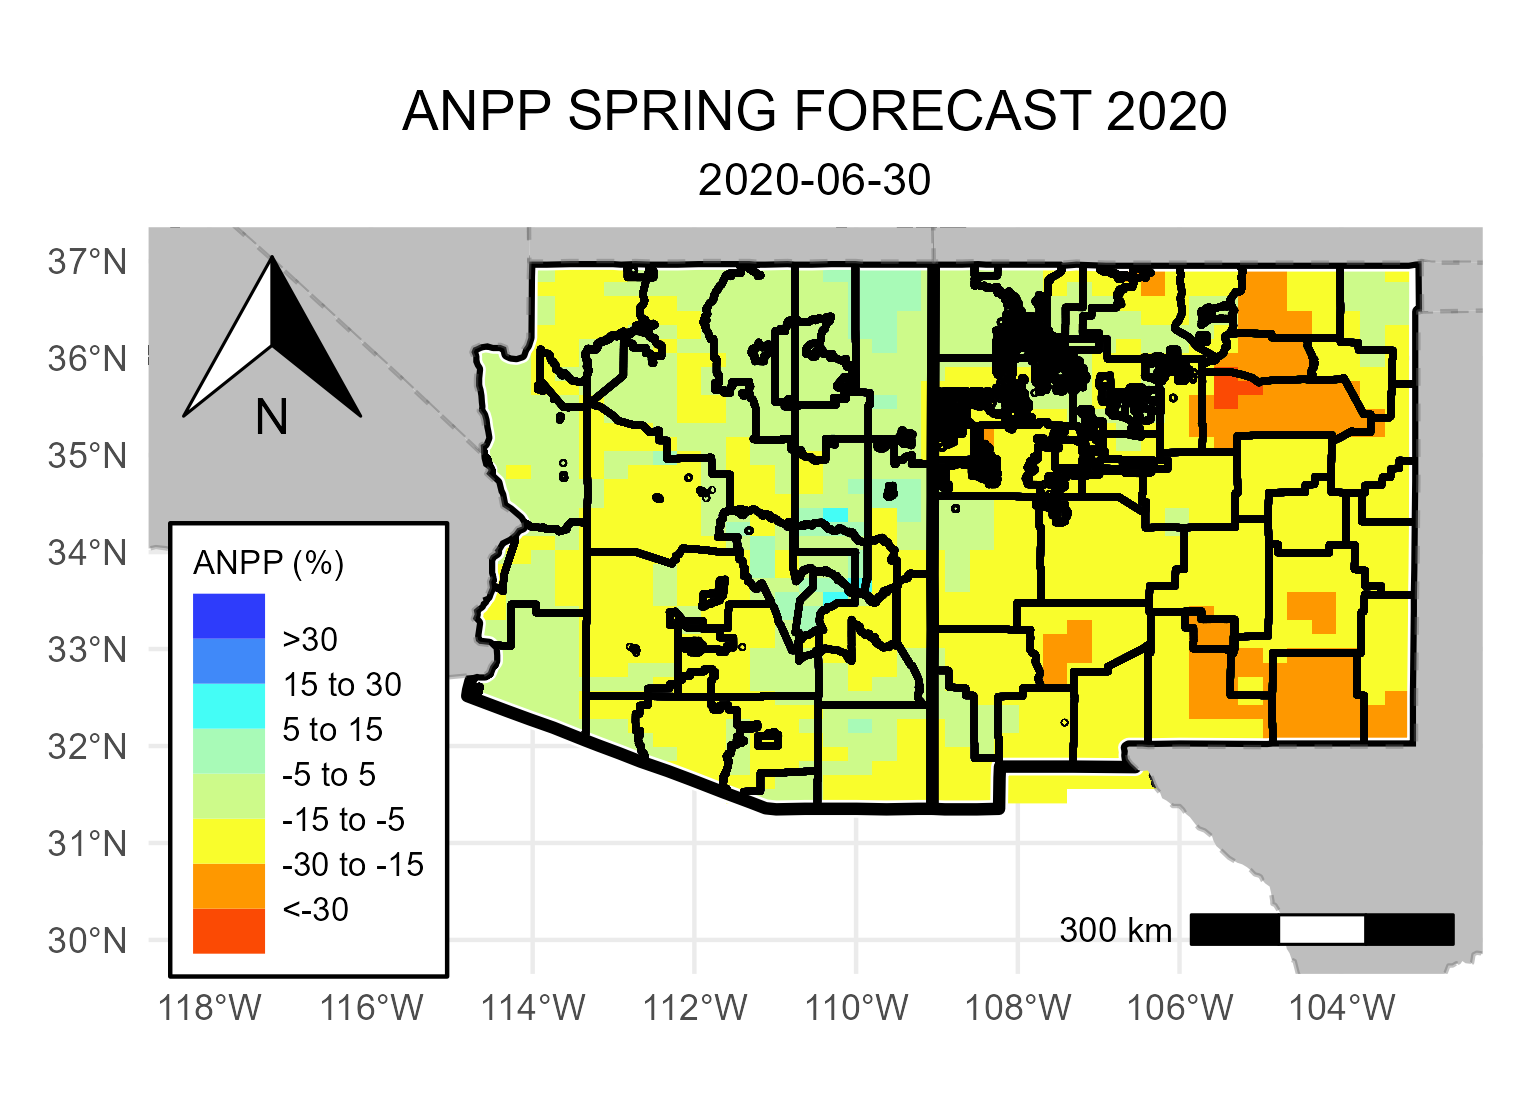 ANPP SPRING FORECAST 2020
2020-06-30
37°N
36°N
35°N
34°N
33°N
32°N
31°N
30°N
N
ANPP (%)
>30
15 to 30
5 to 15
-5 to 5
-15 to -5
-30 to -15
<-30
300 km
118°W 116°W 114°W 112°W 110°W 108°W 106°W 104°W